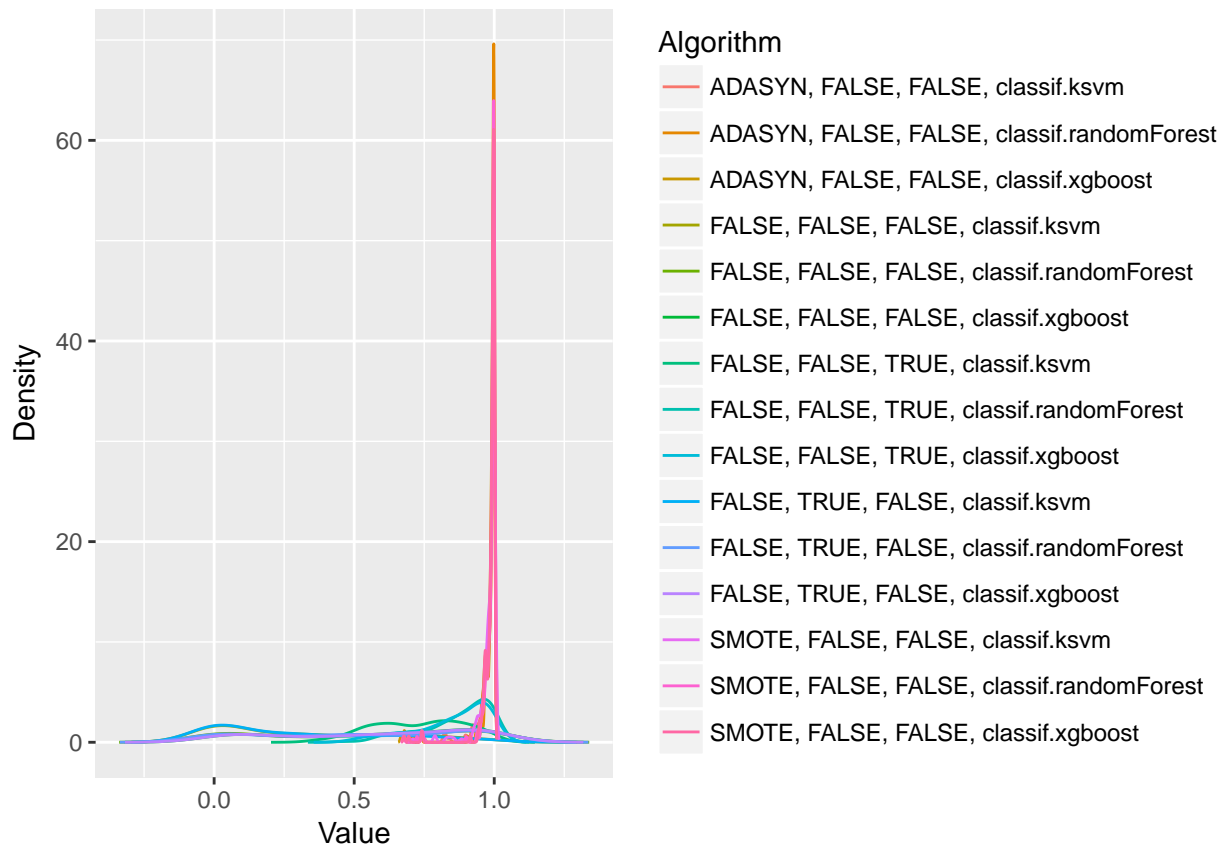 60
40
20
0
0.0 0.5 1.0
Value
Density
Algorithm
ADASYN, FALSE, FALSE, classif.ksvm
ADASYN, FALSE, FALSE, classif.randomForest
ADASYN, FALSE, FALSE, classif.xgboost
FALSE, FALSE, FALSE, classif.ksvm
FALSE, FALSE, FALSE, classif.randomForest
FALSE, FALSE, FALSE, classif.xgboost
FALSE, FALSE, TRUE, classif.ksvm
FALSE, FALSE, TRUE, classif.randomForest
FALSE, FALSE, TRUE, classif.xgboost
FALSE, TRUE, FALSE, classif.ksvm
FALSE, TRUE, FALSE, classif.randomForest
FALSE, TRUE, FALSE, classif.xgboost
SMOTE, FALSE, FALSE, classif.ksvm
SMOTE, FALSE, FALSE, classif.randomForest
SMOTE, FALSE, FALSE, classif.xgboost